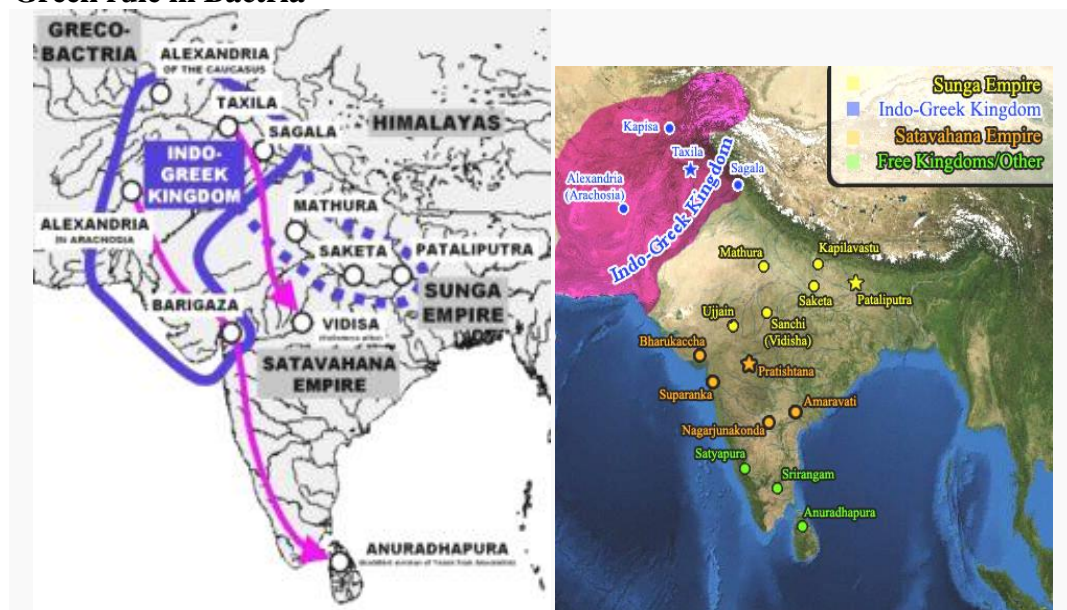 rule in Bactria
GRECO-
BACTRIA
ALEXANDRIA
OF THE CAUCASUS
TAXILA
SAGALA
HIMALAYAS
INDO-
GREEK
KINGDOM
MATHURA
ALEXANDRIA
IN ARACHOSIA
SAKETA
PATALIPUTRA
SUNGA
EMPIRE
BARIGAZA
VIDISA
SATAVAHANA
EMPIRE
ANURADHAPURA
Sunga Empire
Indo-Greek Kingdom
Satavahana Empire
Free Kingdoms/Other
Kapisa
Taxila
Sagala
Alexandria
(Arachosia)
Indo-Greek Kingdom
Mathura
Kapilavastu
Saketa
Pataliputra
Ujjain
Sanchi
(Vidisha)
Bharukaccha
Pratishtana
Suparanka
Amaravati
Nagarjunakonda
Satyapura
Srirangam
Anuradhapura